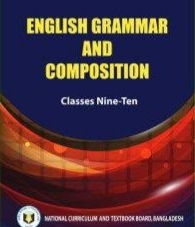 ENGLISH GRAMMAR
AND
COMPOSITION
Classes Nine-Ten
NATIONAL CURRICULUM AND TEXTBOOK BOARD, BANGLADESH